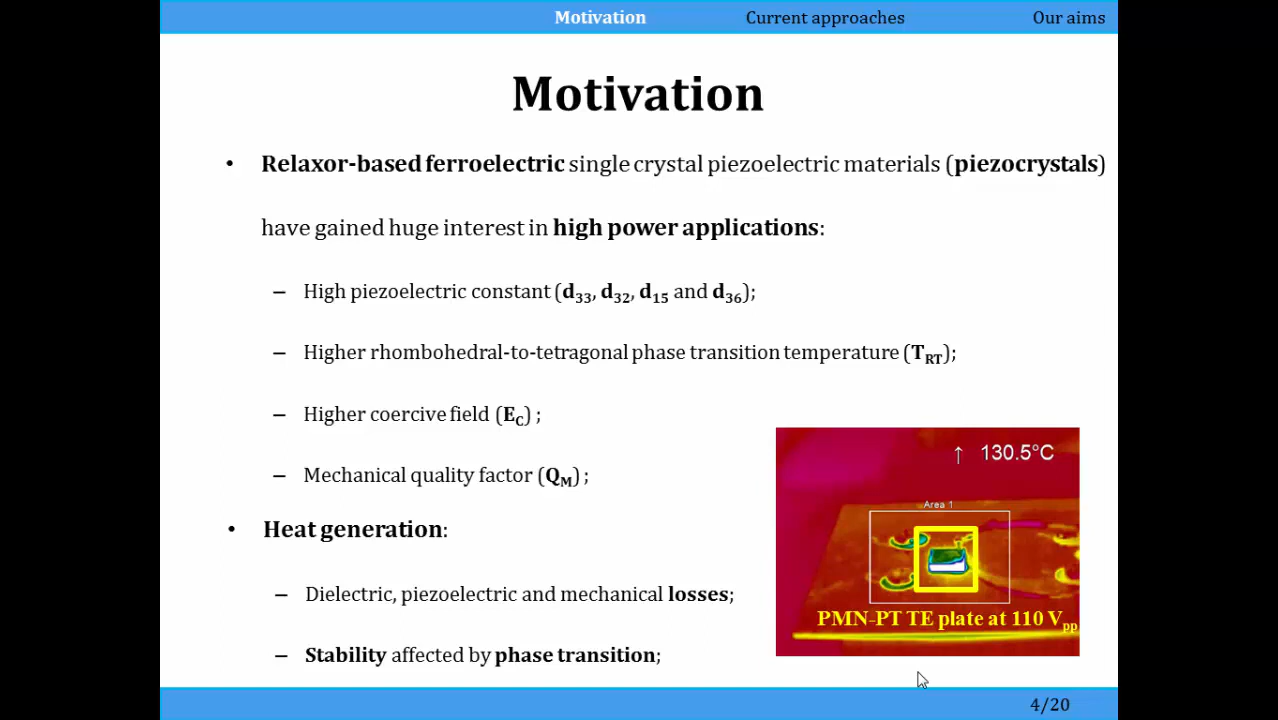 Motivation Current approaches Our aims
Motivation
• Relaxor-based ferroelectric single crystal piezoelectric materials (piezocrystals)
have gained huge interest in high power applications:
– High piezoelectric constant (d33, d32, d15 and d36);
– Higher rhombohedral-to-tetragonal phase transition temperature (TRT);
– Higher coercive field (EC) ;
– Mechanical quality factor (QM) ;
• Heat generation:
– Dielectric, piezoelectric and mechanical losses;
– Stability affected by phase transition;
↑ 130.5°C
Area 1
PMN-PT TE plate at 110 Vpp
4/20